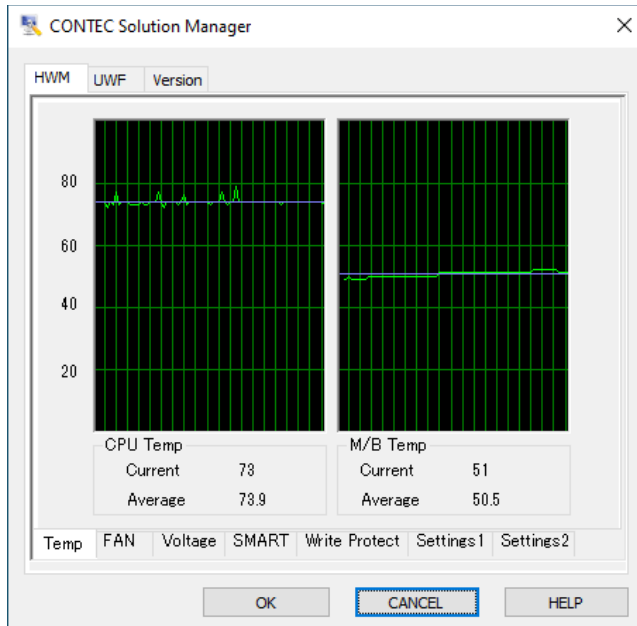 CONTEC Solution Manager
HWM UWF Version
80
60
40
20
CPU Temp
Current 73
Average 73.9
M/B Temp
Current 51
Average 50.5
Temp FAN Voltage SMART Write Protect Settings1 Settings2
OK CANCEL HELP